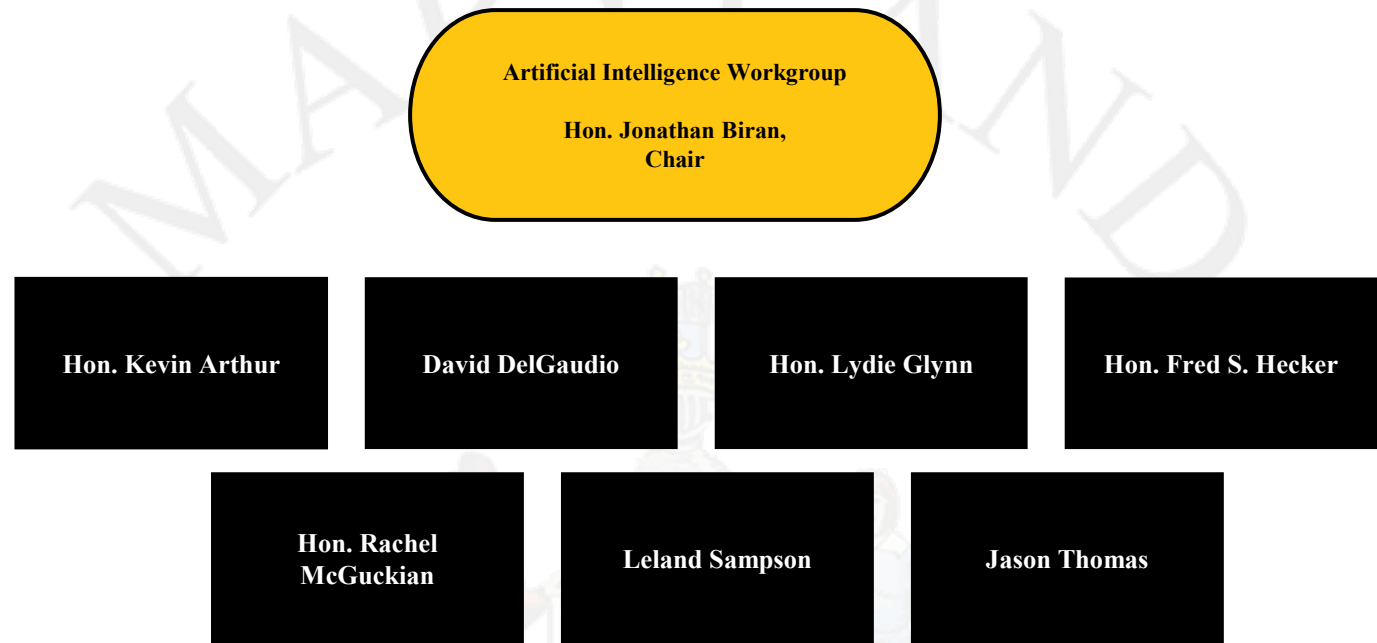 MARYLAND
Artificial Intelligence Workgroup
Hon. Jonathan Biran,
Chair
Hon. Kevin Arthur
David DelGaudio
Hon. Lydie Glynn
Hon. Fred S. Hecker
Hon. Rachel
McGuckian
Leland Sampson
Jason Thomas